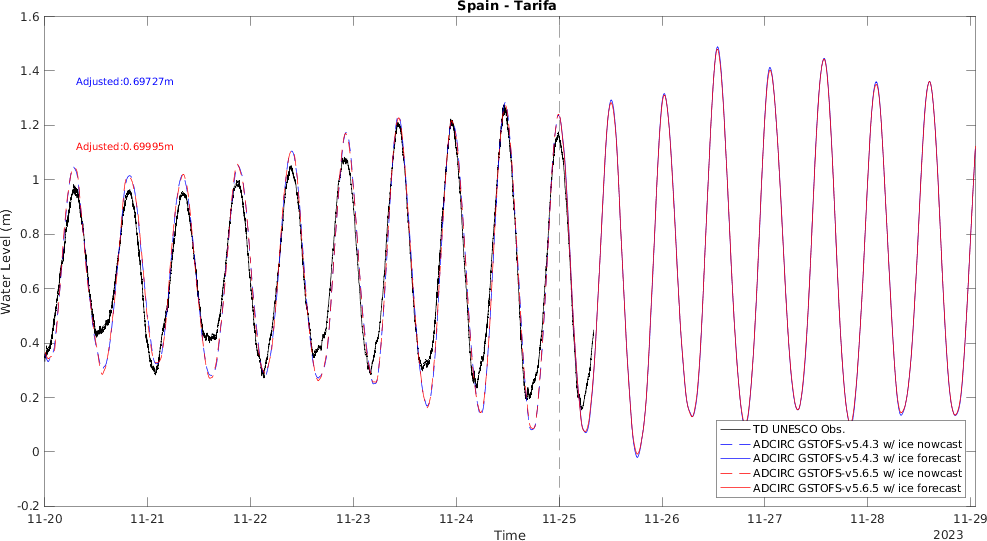 Spain - Tarifa
1.6
1.4
1.2
1
0.8
0.6
0.4
0.2
0
-0.2
Water Level (m)
Adjusted:0.69727m
Adjusted:0.69995m
TD UNESCO Obs.
ADCIRC GSTOFS-v5.4.3 w/ ice nowcast
ADCIRC GSTOFS-v5.4.3 w/ ice forecast
ADCIRC GSTOFS-v5.6.5 w/ ice nowcast
ADCIRC GSTOFS-v5.6.5 w/ ice forecast
11-20 11-21 11-22 11-23 11-24 11-25 11-26 11-27 11-28 11-29
Time
2023